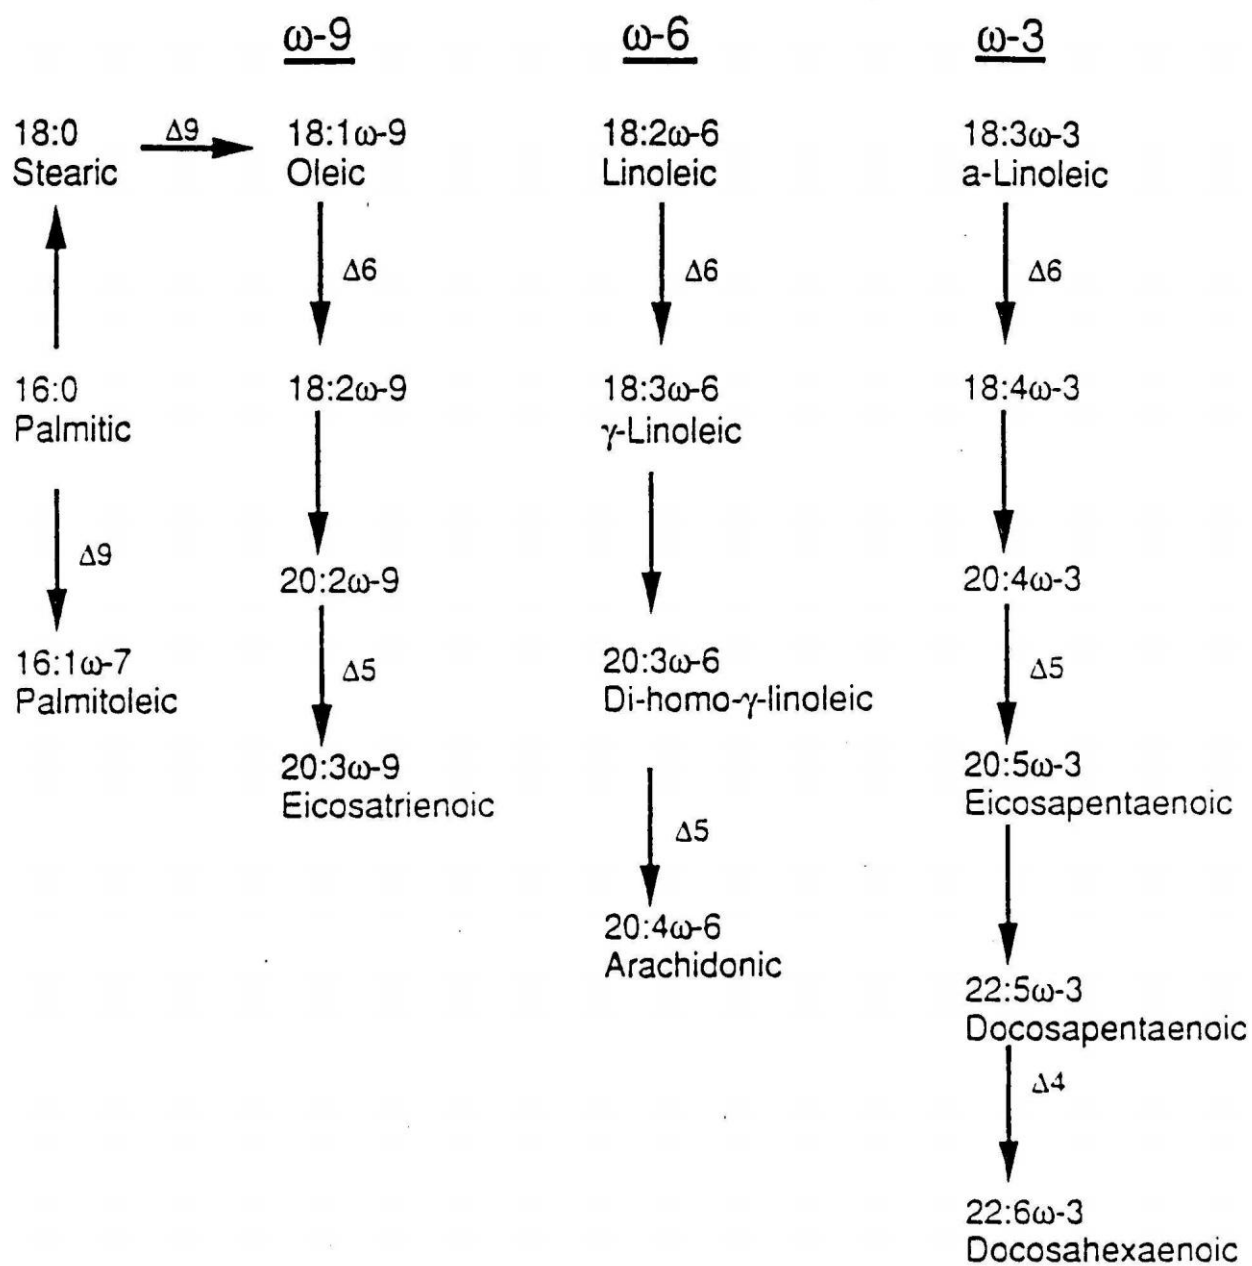 ω-9
ω-6
ω-3
18:0
Stearic
Δ9
18:1ω-9
Oleic
18:2ω-6
Linoleic
18:3ω-3
a-Linoleic
Δ6
Δ6
Δ6
16:0
Palmitic
18:2ω-9
18:3ω-6
γ-Linoleic
18:4ω-3
Δ9
20:2ω-9
20:4ω-3
16:1ω-7
Palmitoleic
Δ5
20:3ω-6
Di-homo-γ-linoleic
Δ5
20:3ω-9
Eicosatrienoic
20:5ω-3
Eicosapentaenoic
Δ5
20:4ω-6
Arachidonic
22:5ω-3
Docosapentaenoic
Δ4
22:6ω-3
Docosahexaenoic